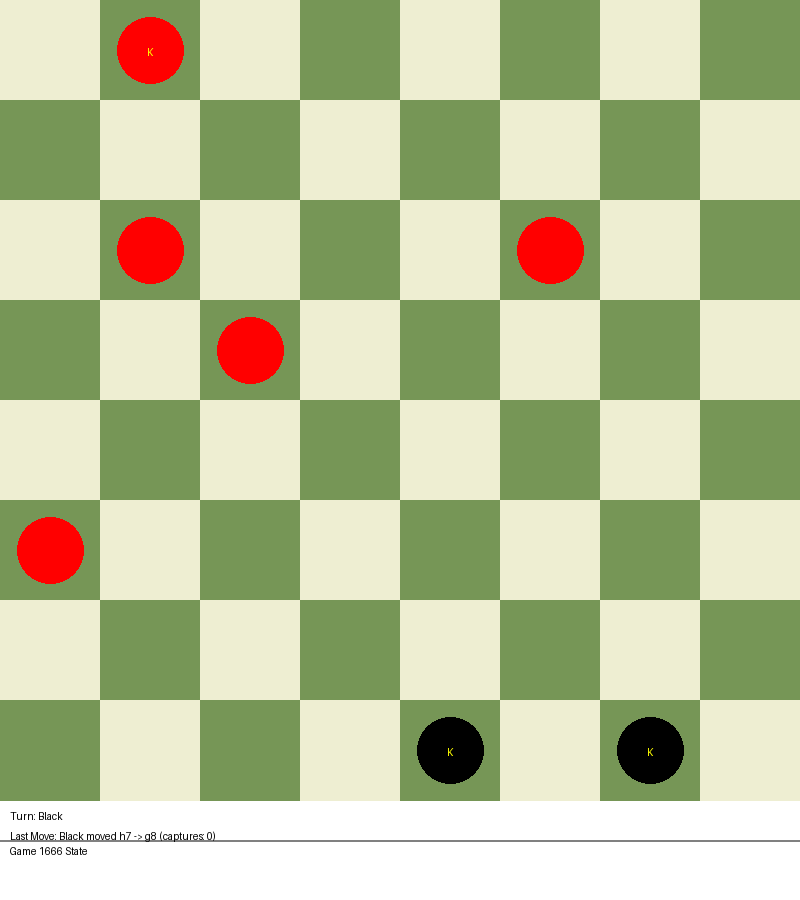 K
K K
Turn: Black
Last Move: Black moved h7 -> g8 (captures: 0)
Game 1666 State